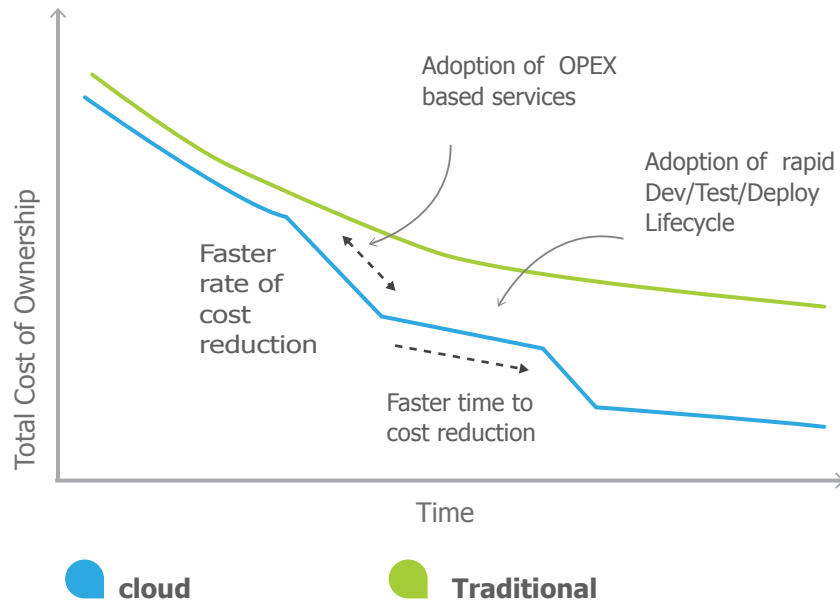 Adoption of OPEX
based services
Adoption of rapid
Dev/Test/Deploy
Lifecycle
Faster
rate of
cost
reduction
Faster time to
cost reduction
Total Cost of Ownership
Time
cloud
Traditional